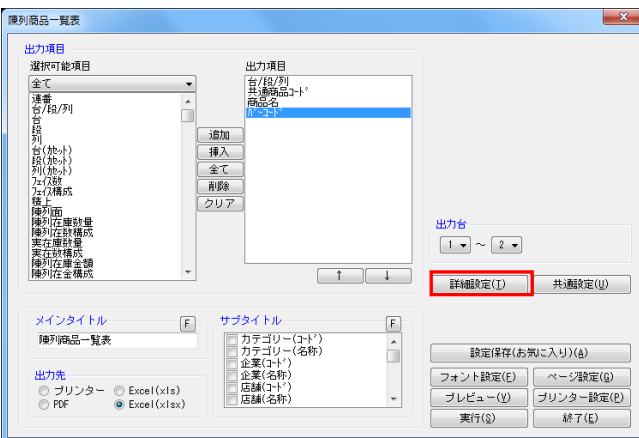 陳列商品一覧表
出力項目
選択可能項目
全て
連番
台/段/列
台
段
列
台(ｶｾｯﾄ)
段(ｶｾｯﾄ)
列(ｶｾｯﾄ)
ﾌｪｲｽ数
ﾌｪｲｽ構成
積上
陳列面
陳列在庫数量
陳列在数構成
実在庫数量
実在数構成
陳列在庫金額
陳列在金構成
追加
挿入
全て
削除
クリア
出力項目
台/段/列
共通商品ｺｰﾄﾞ
商品名
ﾊﾞｰｺｰﾄﾞ
↑
↓
出力台
1 ～ 2
詳細設定(I)
共通設定(U)
メインタイトル
F
陳列商品一覧表
出力先
プリンター
Excel(xls)
PDF
Excel(xlsx)
サブタイトル
F
カテゴリー(ｺｰﾄﾞ)
カテゴリー(名称)
企業(ｺｰﾄﾞ)
企業(名称)
店舗(ｺｰﾄﾞ)
店舗(名称)
設定保存(お気に入り)(A)
フォント設定(F)
ページ設定(G)
プレビュー(V)
プリンター設定(P)
実行(S)
終了(E)